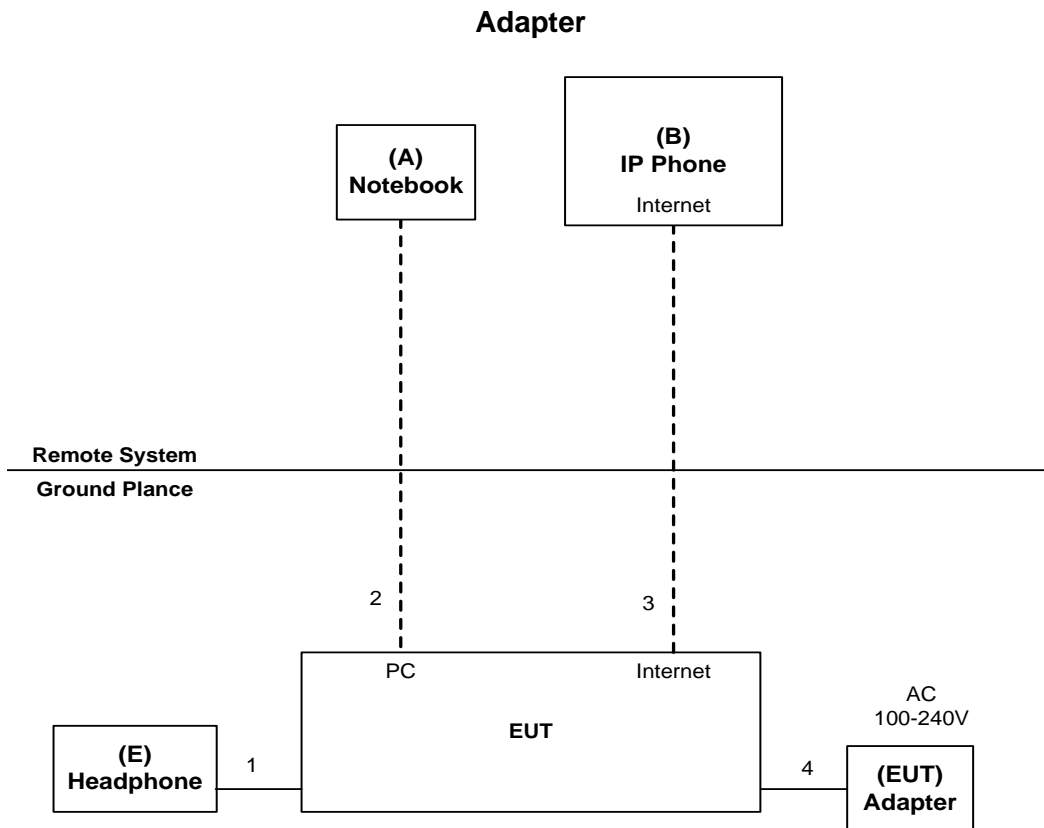 Adapter
(A)
Notebook
(B)
IP Phone
Internet
Remote System
Ground Plance
2
3
PC
Internet
EUT
AC
100-240V
(E)
Headphone
1
4
(EUT)
Adapter